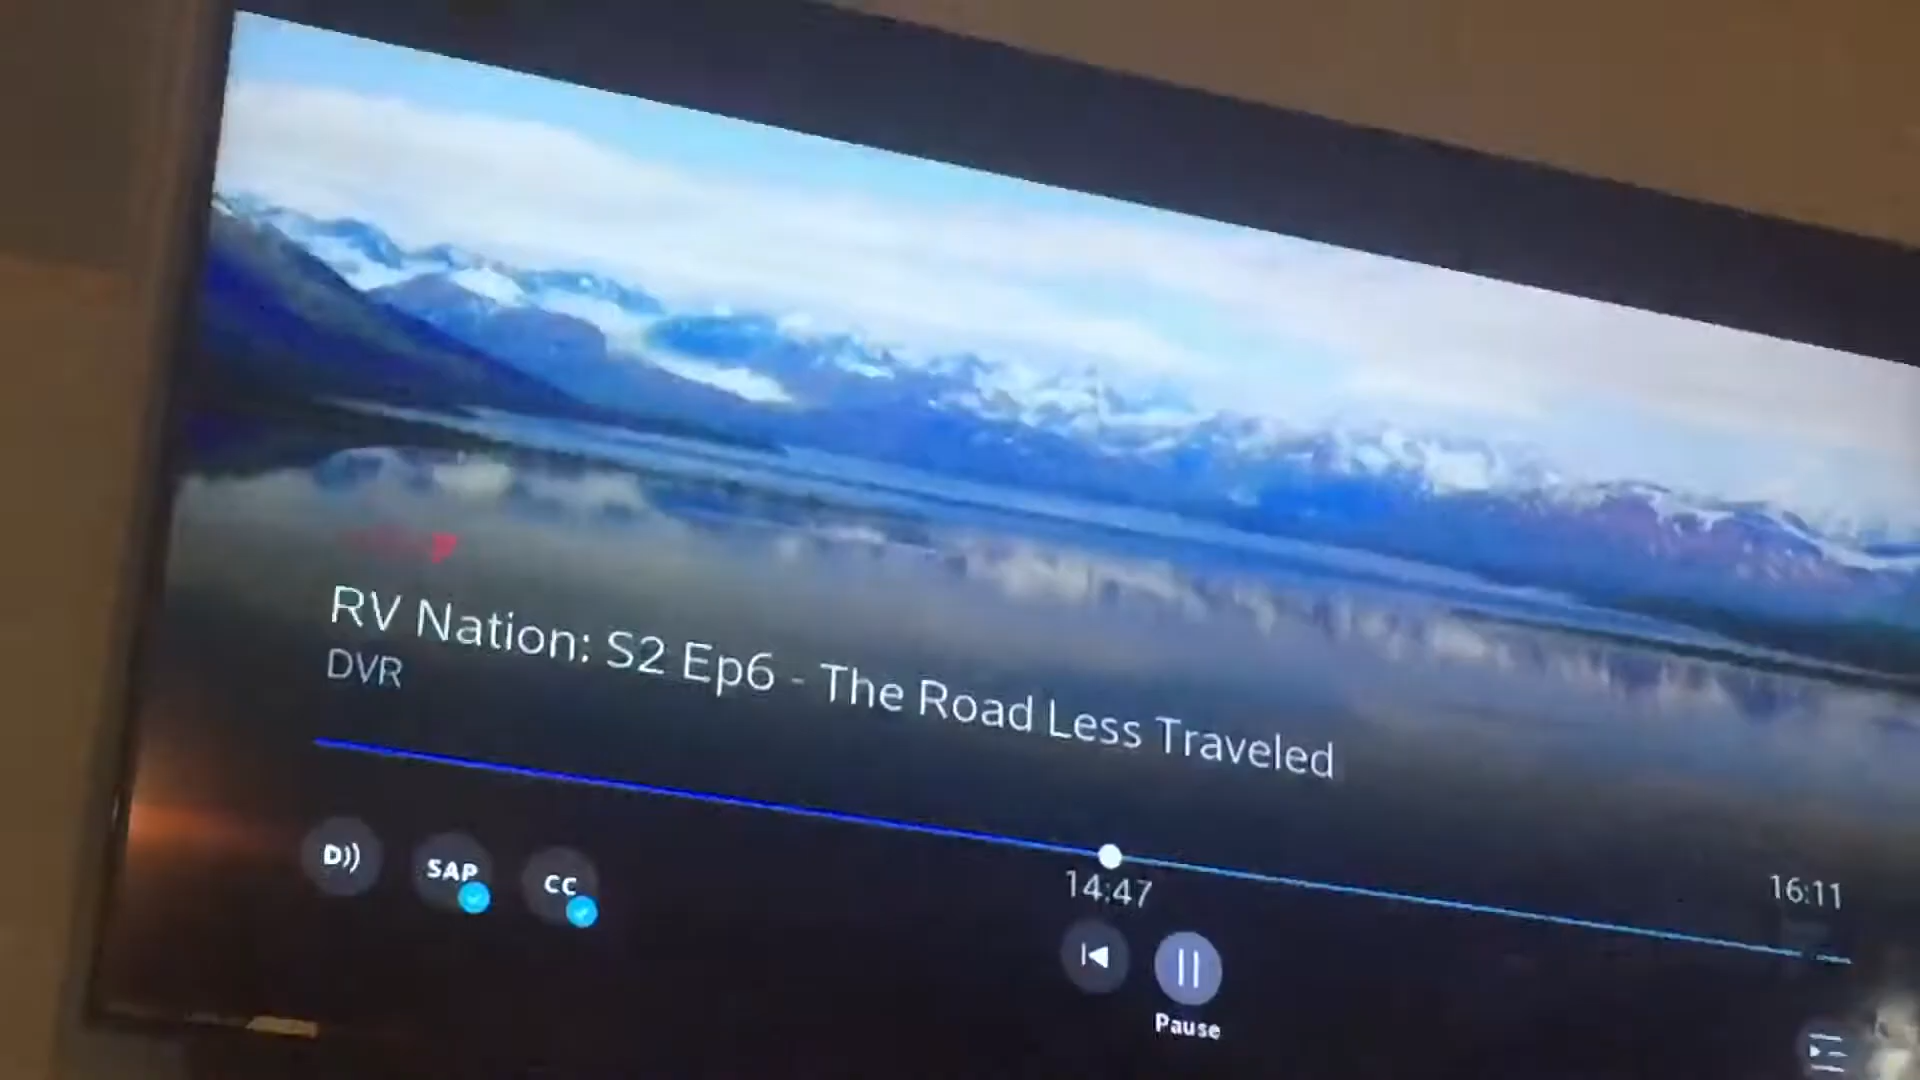 RV Nation: S2 Ep6 - The Road Less Traveled
DVR
14:47
16:11
D))
SAP
CC
Pause